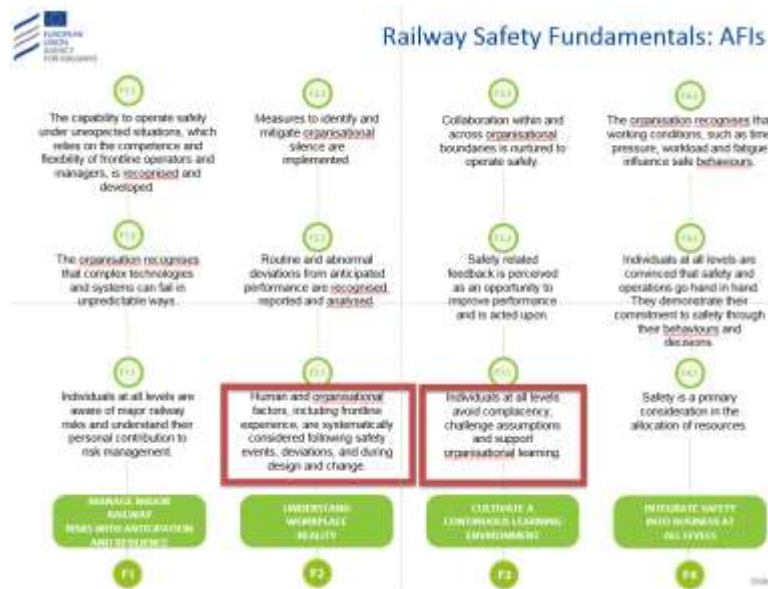 EUROPEAN
UNION
AGENCY
FOR RAILWAYS
Railway Safety Fundamentals: AFIs
The capability to operate safely
under unexpected situations, which
relies on the competence and
flexibility of frontline operators and
managers, is recognised and
developed.
Measures to identify and
mitigate organisational
silence are
implemented.
Collaboration within and
across organisational
boundaries is nurtured to
operate safely.
The organisation recognises that
working conditions, such as time
pressure, workload and fatigue
influence safe behaviours.
The organisation recognises
that complex technologies
and systems can fail in
unpredictable ways.
Routine and abnormal
deviations from anticipated
performance are recognised,
reported and analysed.
Safety related
feedback is perceived
as an opportunity to
improve performance
and is acted upon.
Individuals at all levels are
convinced that safety and
operations go hand in hand.
They demonstrate their
commitment to safety through
their behaviours and
decisions.
Individuals at all levels are
aware of major railway
risks and understand their
personal contribution to
risk management.
Human and organisational
factors, including frontline
experience, are systematically
considered following safety
events, deviations, and during
design and change.
Individuals at all levels
avoid complacency,
challenge assumptions
and support
organisational learning.
Safety is a primary
consideration in the
allocation of resources
MANAGE MAJOR
RAILWAY
RISKS WITH ANTICIPATION
AND RESILIENCE
UNDERSTAND
WORKPLACE
REALITY
CULTIVATE A
CONTINUOUS LEARNING
ENVIRONMENT
INTEGRATE SAFETY
INTO BUSINESS AT
ALL LEVELS
F1
F2
F3
F4